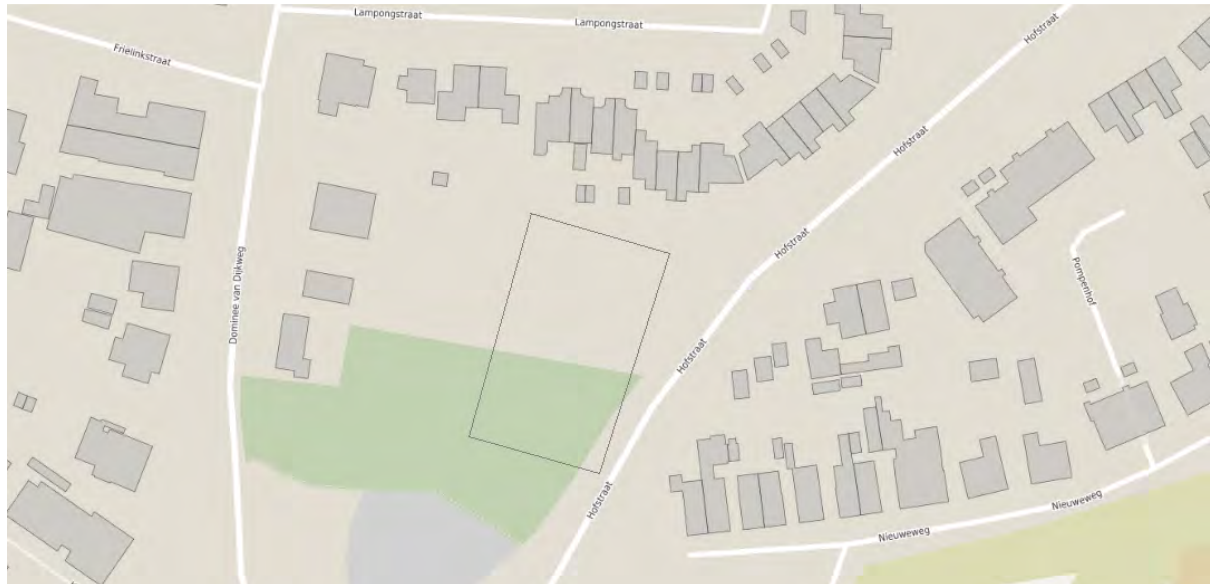 Lampongstraat
Lampongstraat
Hofstraat
Frielinkstraat
Hofstraat
Dominee van Dijkweg
Hofstraat
Pompenhof
Hofstraat
Hofstraat
Nieuweweg
Nieuweweg